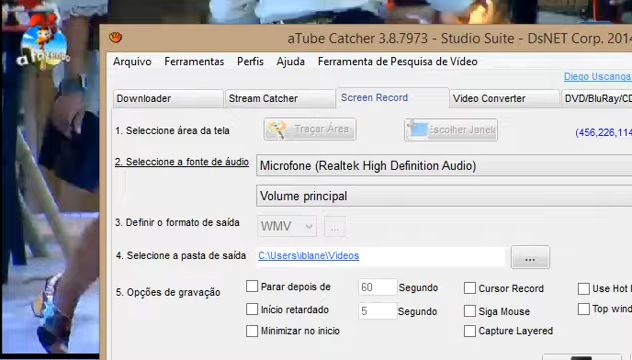 aTube Catcher 3.8.7973 - Studio Suite - DsNET Corp. 2014
Arquivo Ferramentas Perfis Ajuda Ferramenta de Pesquisa de Vídeo
Diego Uscanga
Downloader Stream Catcher Screen Record Video Converter DVD/BluRay/CD
1. Seleccione área da tela Traçar Área Escolher Janela (456,226,114
2. Seleccione a fonte de áudio Microfone (Realtek High Definition Audio)
Volume principal
3. Definir o formato de saída WMV ...
4. Selecione a pasta de saída C:\Users\iblane\Videos ...
5. Opções de gravação Parar depois de 60 Segundo Cursor Record Use Hot
Início retardado 5 Segundo Siga Mouse Top wind
Minimizar no inicio Capture Layered